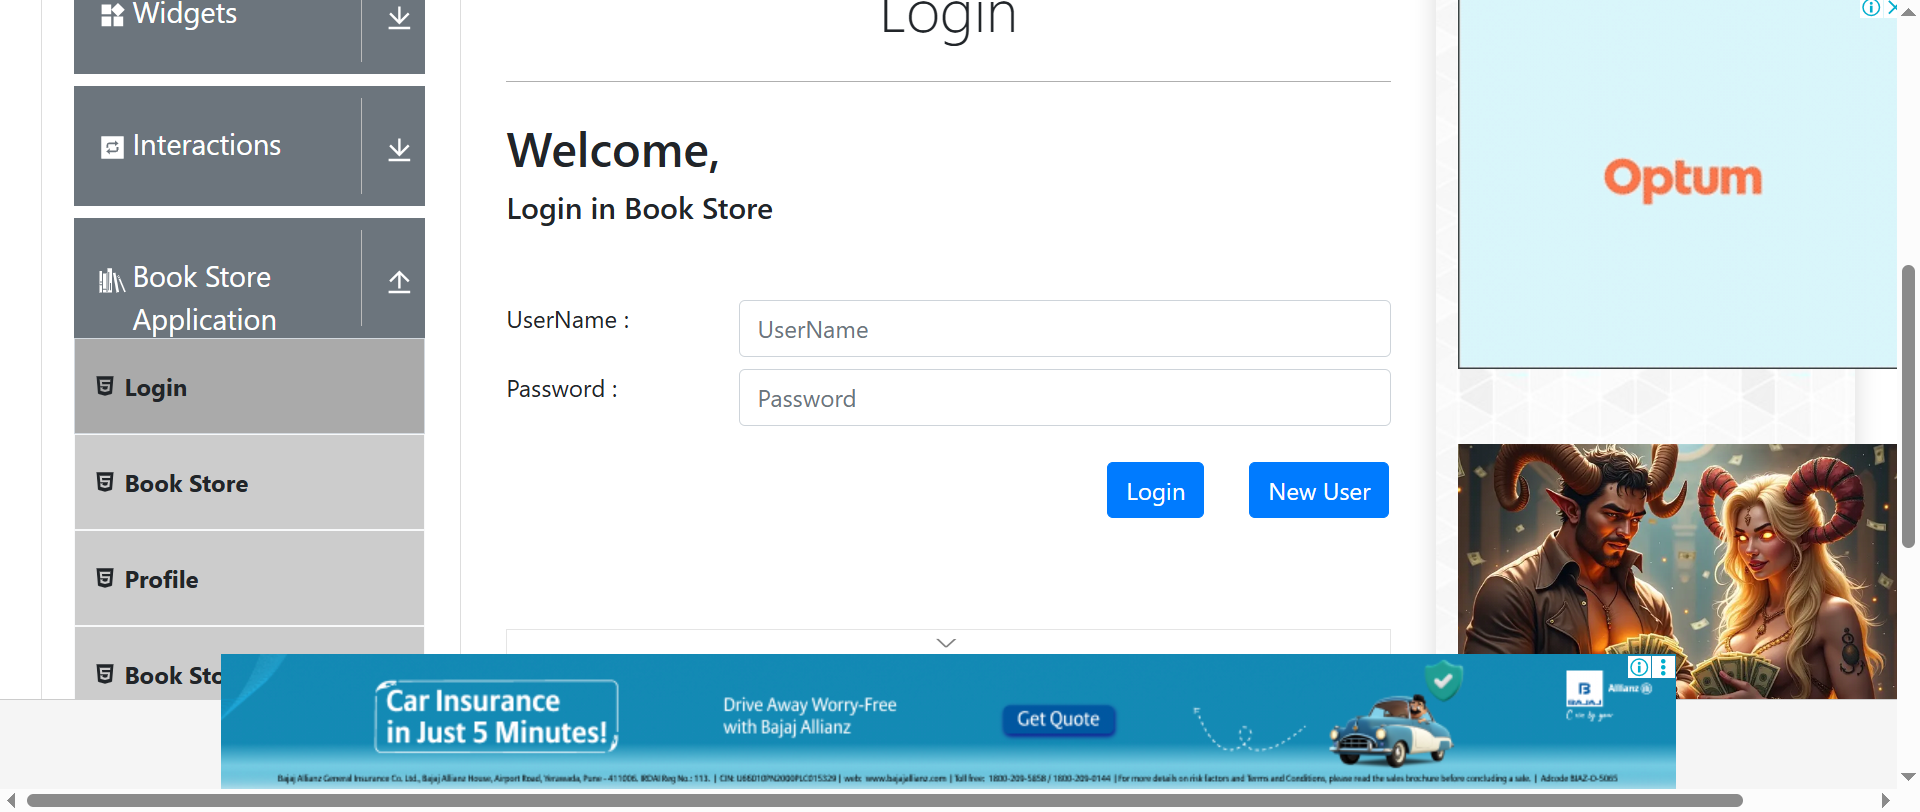 Widgets
Interactions
Book Store
Application
Login
Book Store
Profile
Book Sto
Login
Welcome,
Login in Book Store
UserName :
UserName
Password :
Password
Login
New User
Optum
Car Insurance
in Just 5 Minutes!
Drive Away Worry-Free
with Bajaj Allianz
Get Quote
B
BAJAJ
Allianz
Bajaj Allianz General Insurance Co. Ltd., Bajaj Allianz House, Airport Road, Yerawada, Pune - 411006. IRDAI Reg No.: 113. | CIN: U66010PN2000PLC015329 | web: www.bajajallianz.com | Toll free: 1800-209-5858 / 1800-209-0144 |For more details on risk factors and Terms and Conditions, please read the sales brochure before concluding a sale. | Adcode BIAZ-O-5065